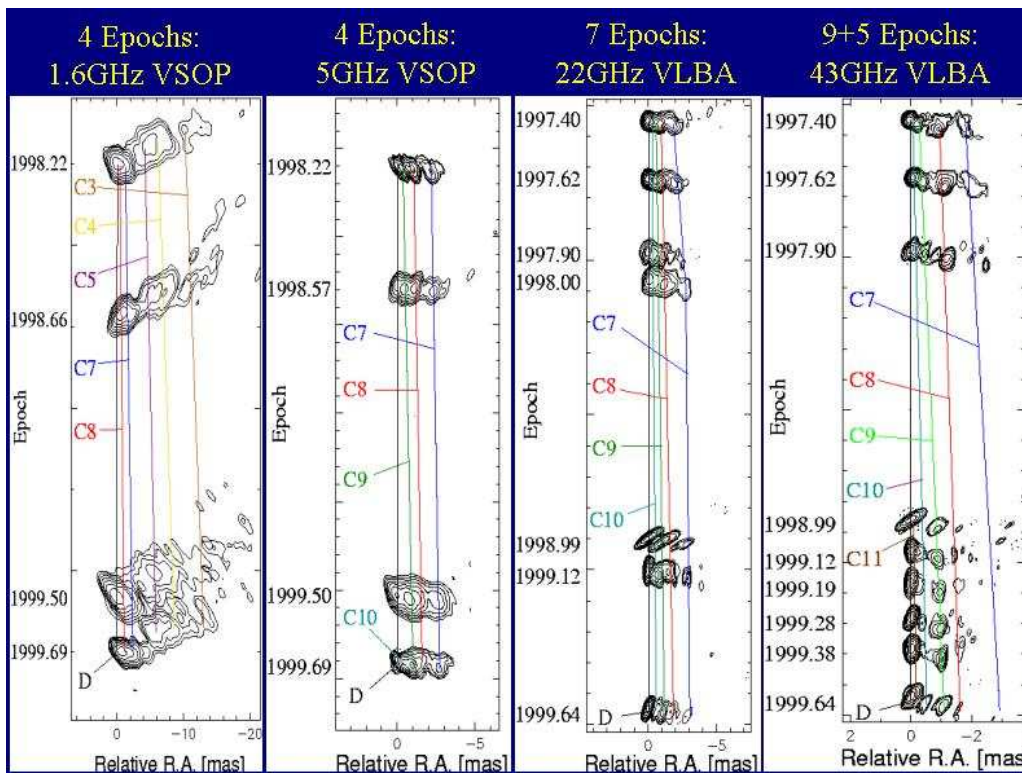 4 Epochs:
1.6GHz VSOP
1998.22
1998.66
1999.50
1999.69
Epoch
C3
C4
C5
C7
C8
D
0
-10
-20
Relative R.A. [mas]
4 Epochs:
5GHz VSOP
1998.22
1998.57
1999.50
1999.69
Epoch
C7
C8
C9
C10
D
0
-5
Relative R.A. [mas]
7 Epochs:
22GHz VLBA
1997.40
1997.62
1997.90
1998.00
1998.99
1999.12
1999.64
Epoch
C7
C8
C9
C10
D
0
-5
Relative R.A. [mas]
9+5 Epochs:
43GHz VLBA
1997.40
1997.62
1997.90
1998.99
1999.12
1999.19
1999.28
1999.38
1999.64
Epoch
C7
C8
C9
C10
C11
D
2
0
-2
Relative R.A. [mas